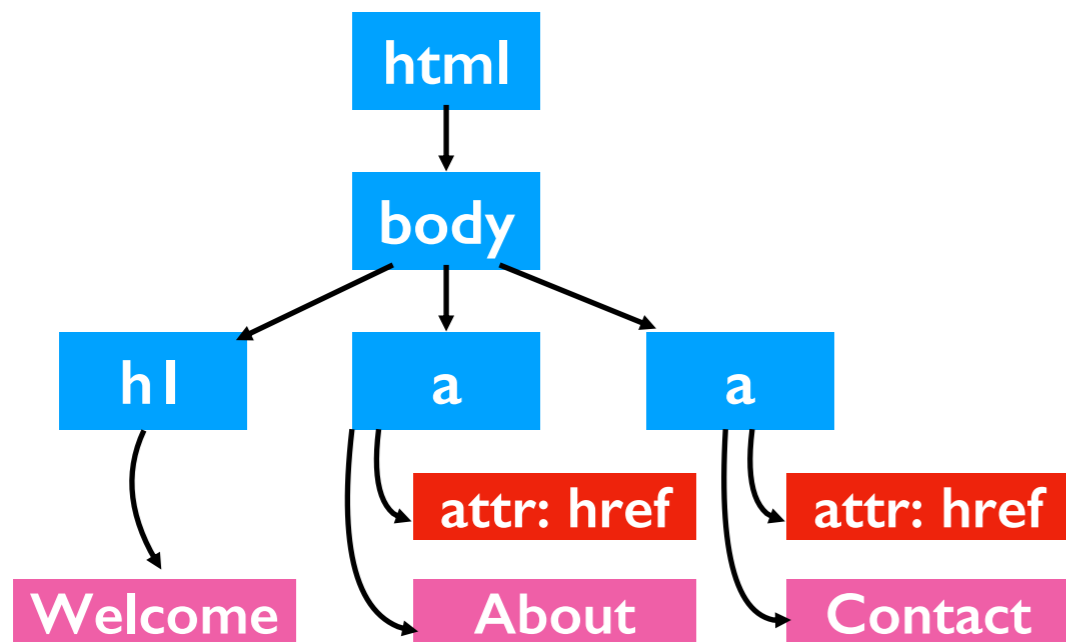 html
body
h1
a
a
attr: href
attr: href
Welcome
About
Contact